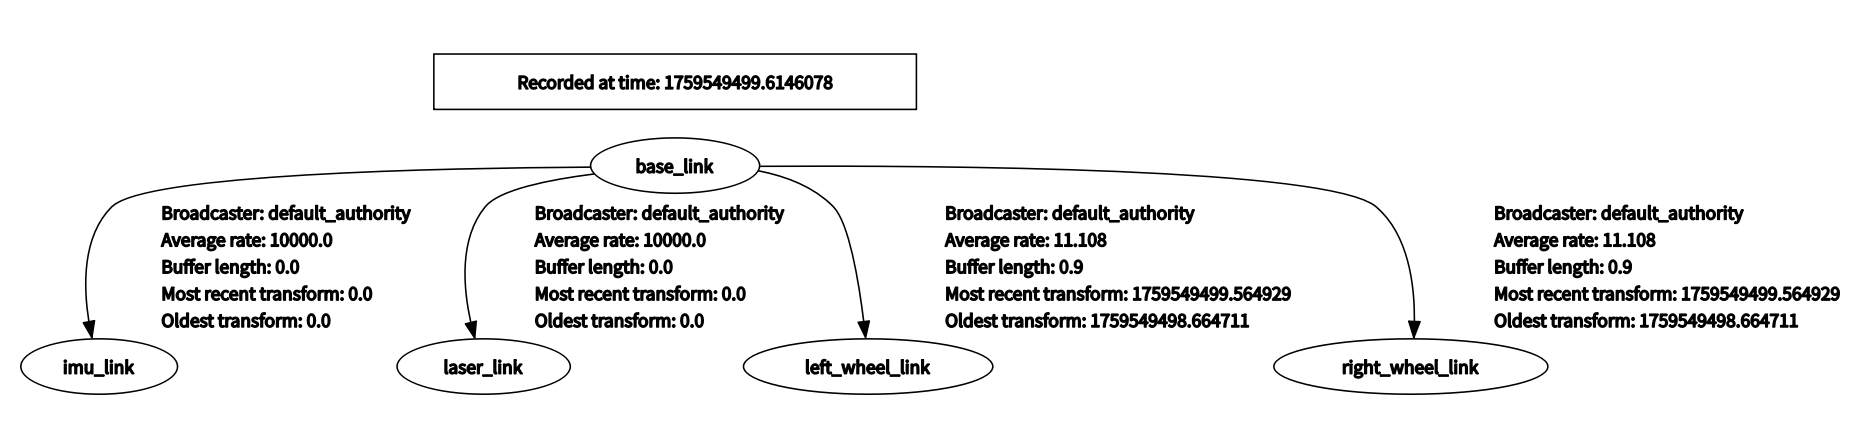 Recorded at time: 1759549499.6146078
base_link
Broadcaster: default_authority
Average rate: 10000.0
Buffer length: 0.0
Most recent transform: 0.0
Oldest transform: 0.0
Broadcaster: default_authority
Average rate: 10000.0
Buffer length: 0.0
Most recent transform: 0.0
Oldest transform: 0.0
Broadcaster: default_authority
Average rate: 11.108
Buffer length: 0.9
Most recent transform: 1759549499.564929
Oldest transform: 1759549498.664711
Broadcaster: default_authority
Average rate: 11.108
Buffer length: 0.9
Most recent transform: 1759549499.564929
Oldest transform: 1759549498.664711
imu_link
laser_link
left_wheel_link
right_wheel_link